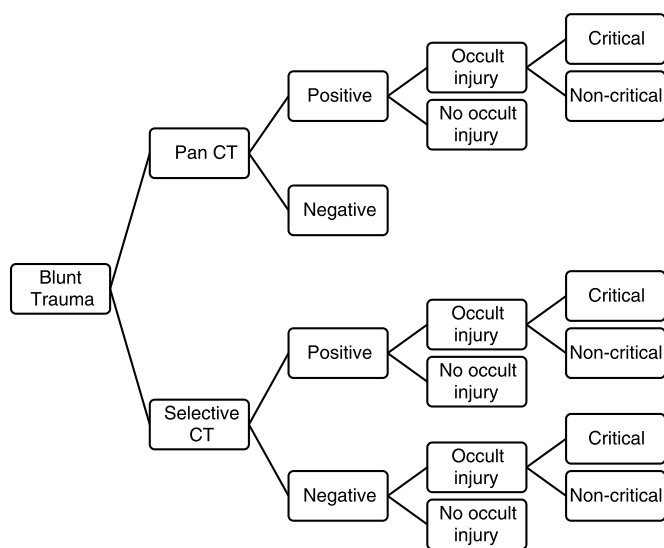 Critical
Occult
injury
Positive
Non-critical
No occult
injury
Pan CT
Negative
Blunt
Trauma
Critical
Occult
injury
Positive
Non-critical
No occult
injury
Selective
CT
Critical
Occult
injury
Negative
Non-critical
No occult
injury